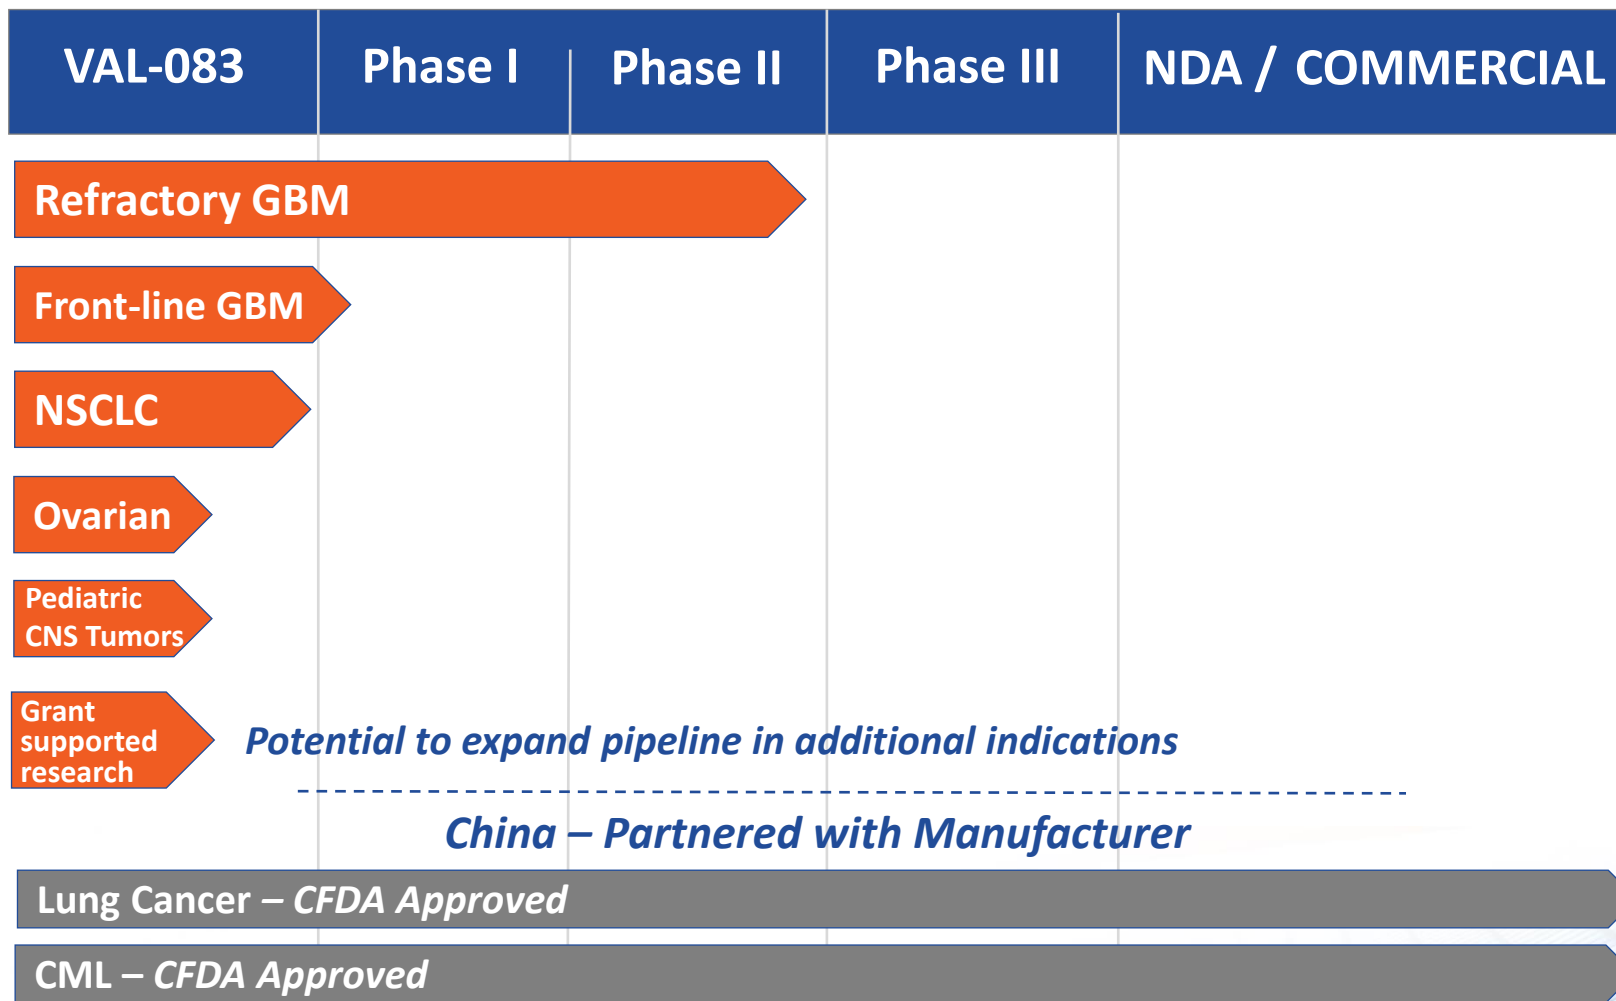 VAL-083 Phase I Phase II Phase III NDA / COMMERCIAL
Refractory GBM
Front-line GBM
NSCLC
Ovarian
Pediatric
CNS Tumors
Grant
supported
research
Potential to expand pipeline in additional indications
China – Partnered with Manufacturer
Lung Cancer – CFDA Approved
CML – CFDA Approved